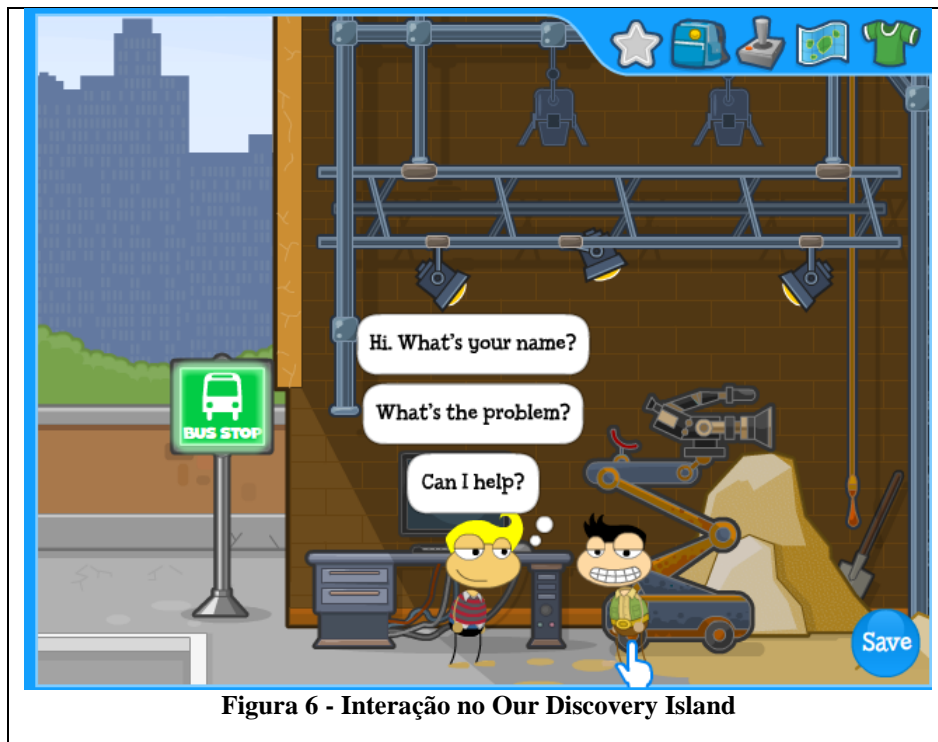 Hi. What's your name?
What's the problem?
BUS STOP
Can I help?
Save
Figura 6 - Interação no Our Discovery Island